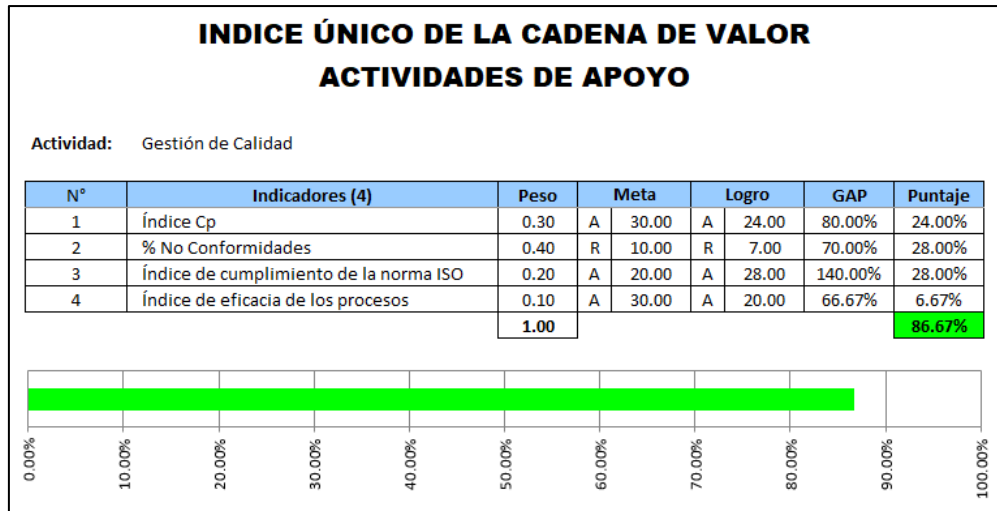 INDICE ÚNICO DE LA CADENA DE VALOR
ACTIVIDADES DE APOYO
Actividad: Gestión de Calidad
N° Indicadores (4) Peso Meta Logro GAP Puntaje
1 Índice Cp 0.30 A 30.00 A 24.00 80.00% 24.00%
2 % No Conformidades 0.40 R 10.00 R 7.00 70.00% 28.00%
3 Índice de cumplimiento de la norma ISO 0.20 A 20.00 A 28.00 140.00% 28.00%
4 Índice de eficacia de los procesos 0.10 A 30.00 A 20.00 66.67% 6.67%
1.00 86.67%
0.00% 10.00% 20.00% 30.00% 40.00% 50.00% 60.00% 70.00% 80.00% 90.00% 100.00%